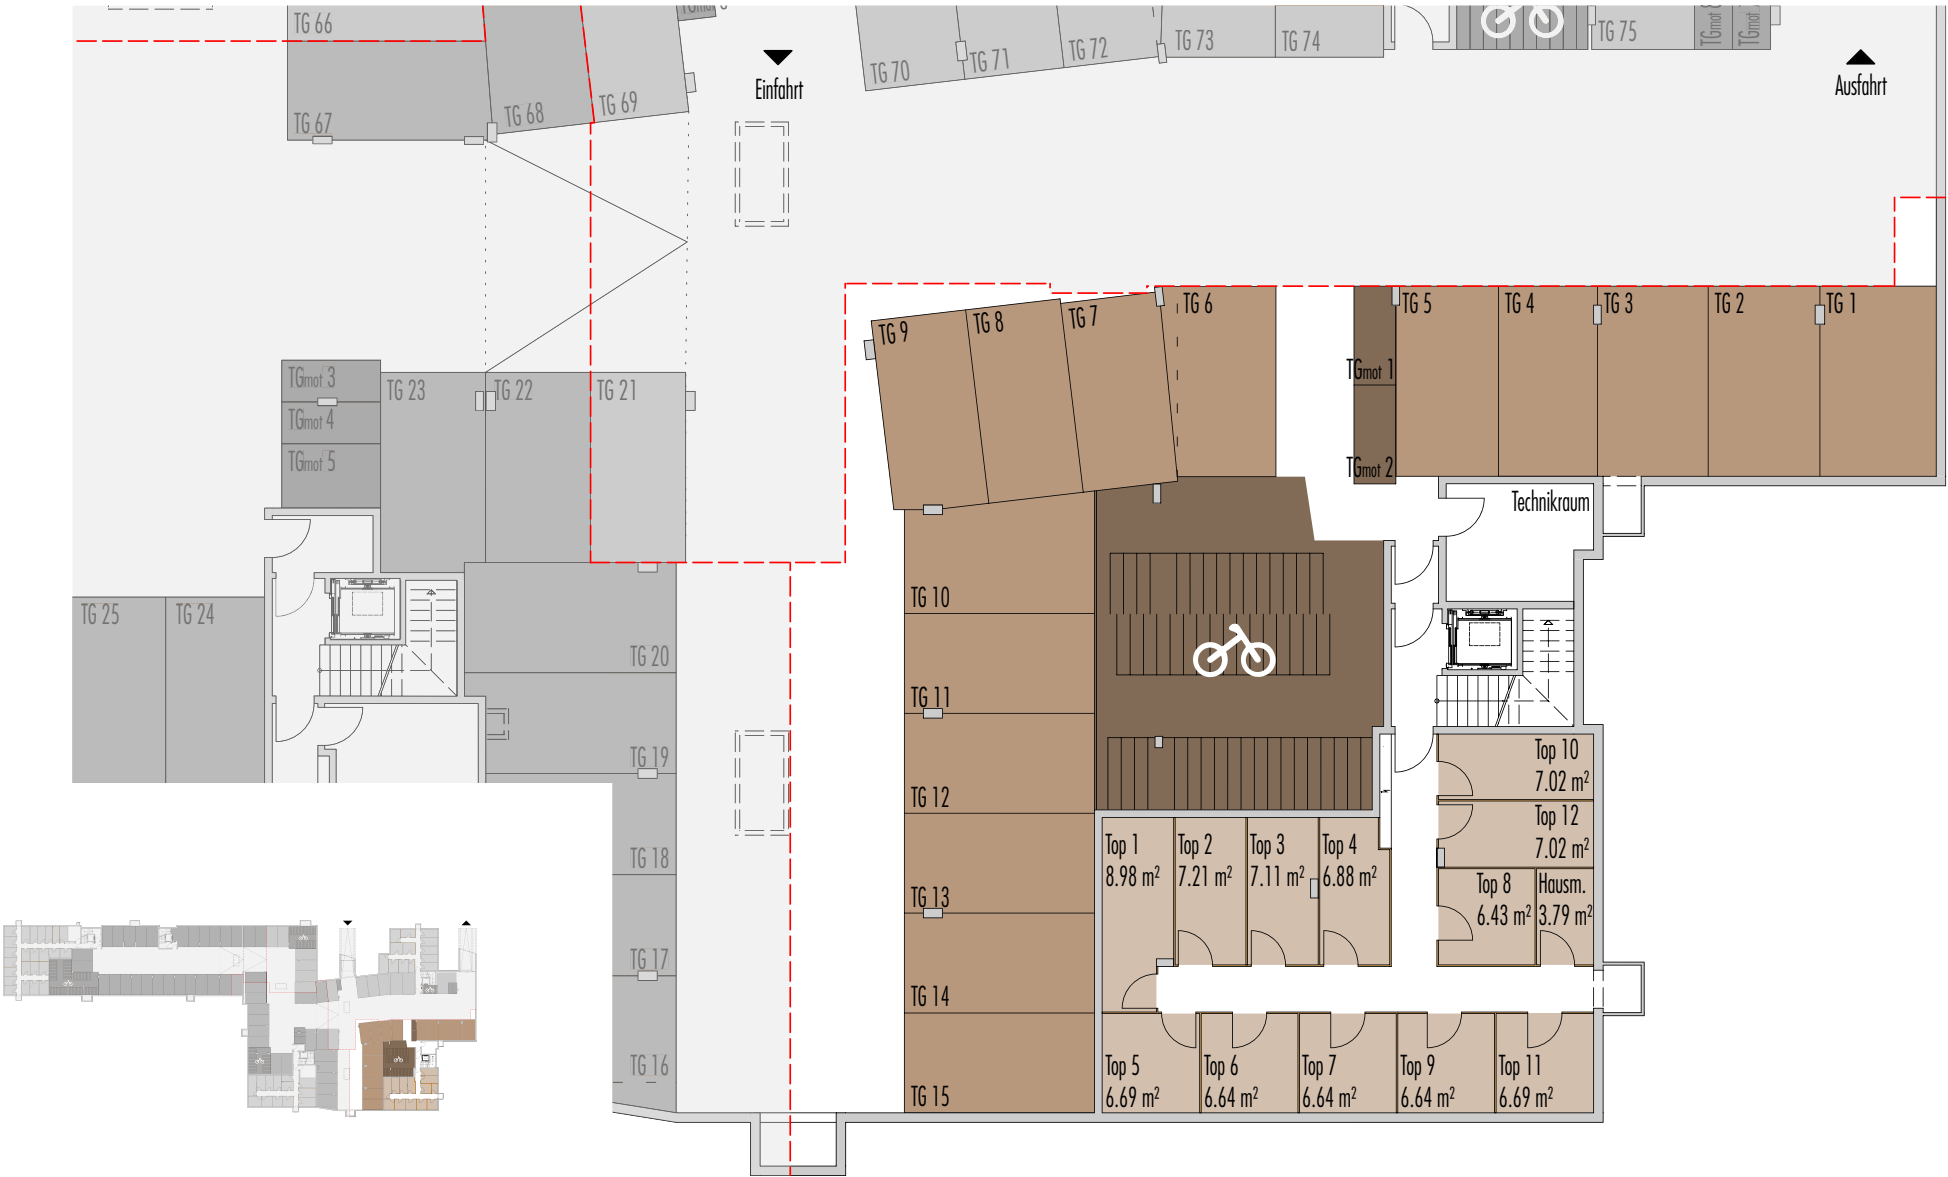 TG 66
TG 67
TG 68
TG 69
Einfahrt
TG 70
TG 71
TG 72
TG 73
TG 74
TG 75
TGmot
TGmot
Ausfahrt
TG 9
TG 8
TG 7
TG 6
TG 5
TG 4
TG 3
TG 2
TG 1
TGmot 1
TGmot 2
TGmot 3
TGmot 4
TGmot 5
TG 23
TG 22
TG 21
Technikraum
TG 25
TG 24
TG 20
TG 19
TG 18
TG 17
TG 16
TG 10
TG 11
TG 12
TG 13
TG 14
TG 15
Top 10
7.02 m²
Top 12
7.02 m²
Top 1
8.98 m²
Top 2
7.21 m²
Top 3
7.11 m²
Top 4
6.88 m²
Top 8
6.43 m²
Hausm.
3.79 m²
Top 5
6.69 m²
Top 6
6.64 m²
Top 7
6.64 m²
Top 9
6.64 m²
Top 11
6.69 m²